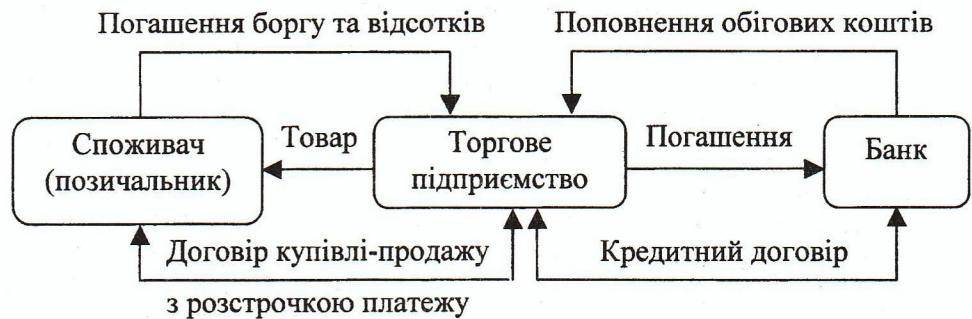 Погашення боргу та відсотків
Поповнення обігових коштів
Споживач
(позичальник)
Товар
Торгове
підприємство
Погашення
Банк
Договір купівлі-продажу
з розстрочкою платежу
Кредитний договір